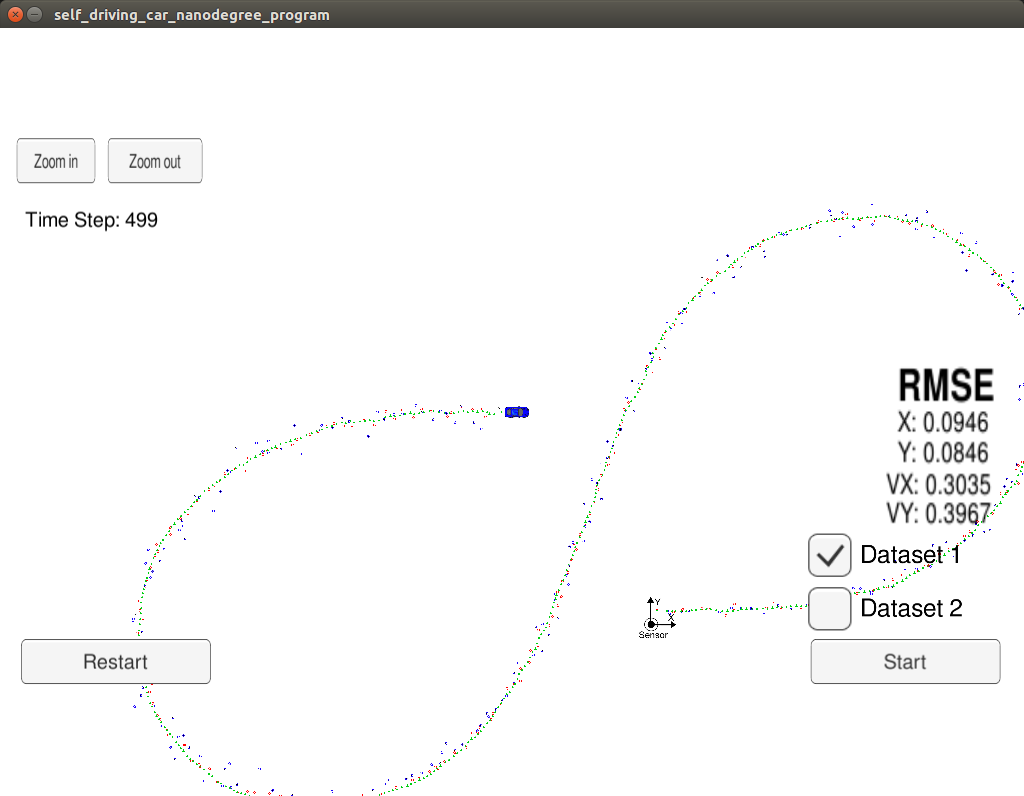 self_driving_car_nanodegree_program
Zoom in
Zoom out
Time Step: 499
RMSE
X: 0.0946
Y: 0.0846
VX: 0.3035
VY: 0.3967
Dataset 1
Dataset 2
Y
X
Sensor
Restart
Start